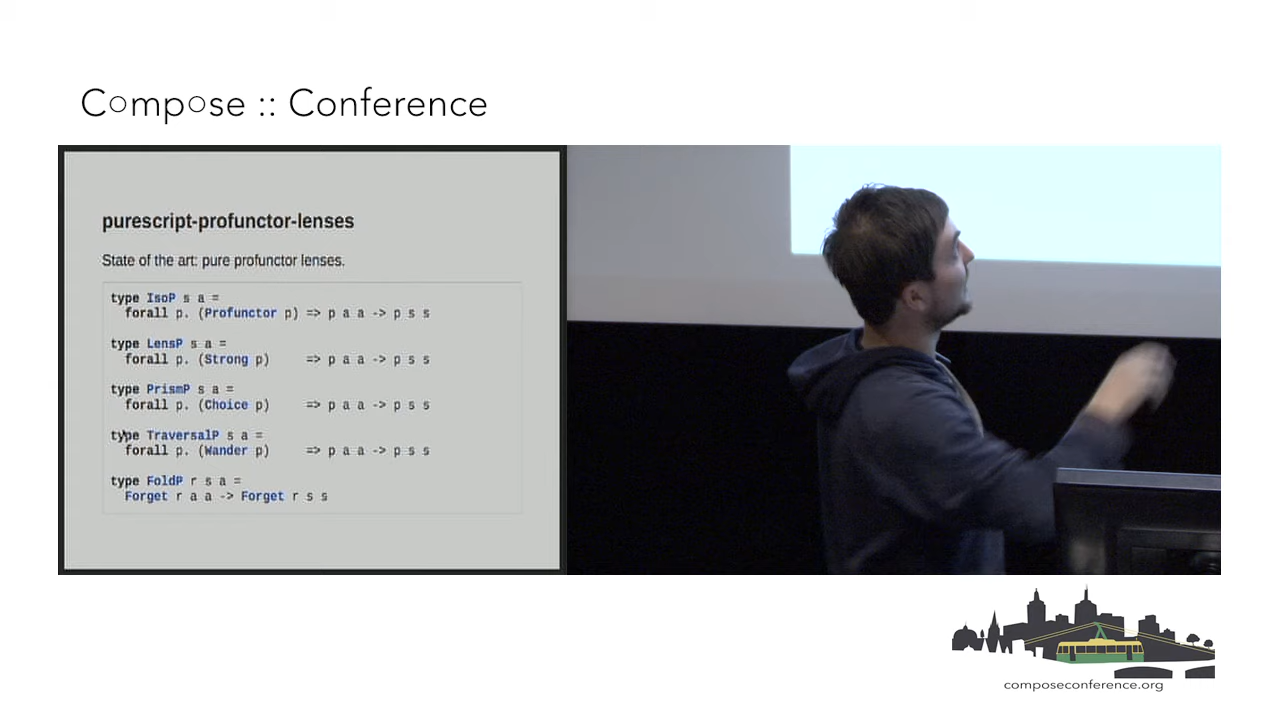 Compose :: Conference
purescript-profunctor-lenses
State of the art: pure profunctor lenses.
type IsoP s a =
forall p. (Profunctor p) => p a a -> p s s
type LensP s a =
forall p. (Strong p) => p a a -> p s s
type PrismP s a =
forall p. (Choice p) => p a a -> p s s
type TraversalP s a =
forall p. (Wander p) => p a a -> p s s
type FoldP r s a =
Forget r a a -> Forget r s s
composeconference.org